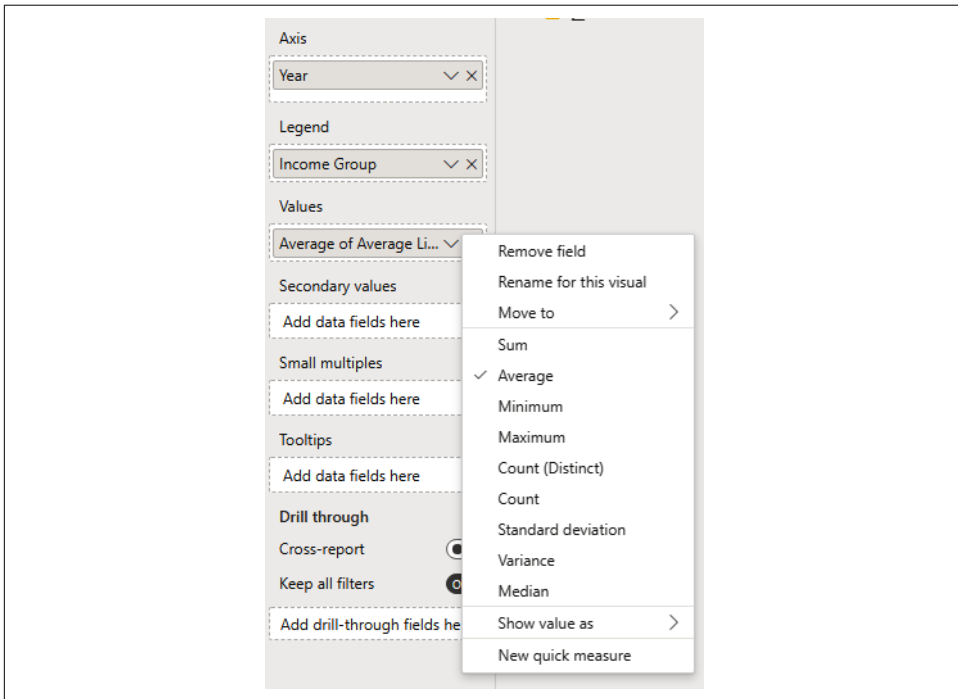 Axis
Year
Legend
Income Group
Values
Average of Average Li...
Secondary values
Add data fields here
Small multiples
Add data fields here
Tooltips
Add data fields here
Drill through
Cross-report
Keep all filters
Add drill-through fields he
Remove field
Rename for this visual
Move to
Sum
Average
Minimum
Maximum
Count (Distinct)
Count
Standard deviation
Variance
Median
Show value as
New quick measure